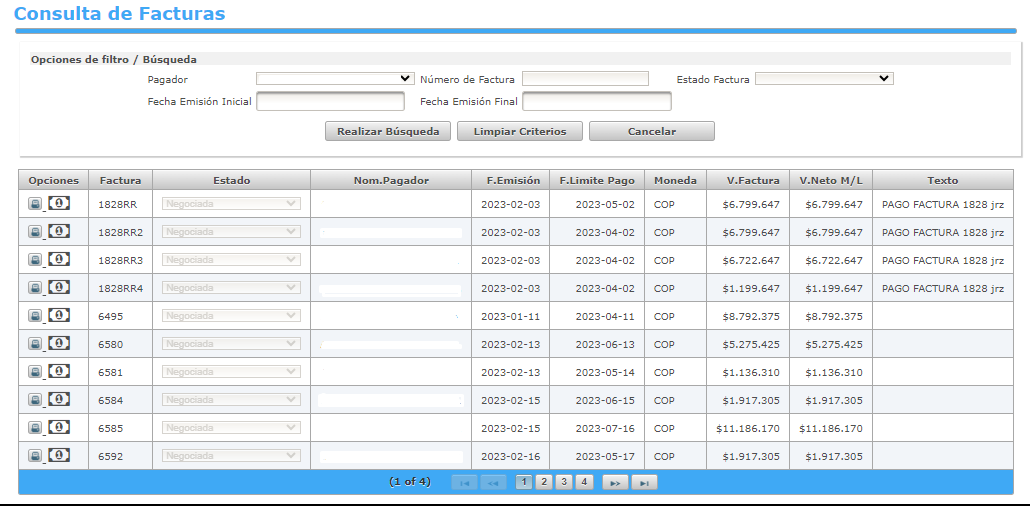 Consulta de Facturas
Opciones de filtro / Búsqueda
Pagador Número de Factura Estado Factura
Fecha Emisión Inicial Fecha Emisión Final
Realizar Búsqueda Limpiar Criterios Cancelar
Opciones Factura Estado Nom.Pagador F.Emisión F.Limite Pago Moneda V.Factura V.Neto M/L Texto
1828RR Negociada 2023-02-03 2023-05-02 COP $6.799.647 $6.799.647 PAGO FACTURA 1828 jrz
1828RR2 Negociada 2023-02-03 2023-04-02 COP $6.799.647 $6.799.647 PAGO FACTURA 1828 jrz
1828RR3 Negociada 2023-02-03 2023-04-02 COP $6.722.647 $6.722.647 PAGO FACTURA 1828 jrz
1828RR4 Negociada 2023-02-03 2023-04-02 COP $1.199.647 $1.199.647 PAGO FACTURA 1828 jrz
6495 Negociada 2023-01-11 2023-04-11 COP $8.792.375 $8.792.375
6580 Negociada 2023-02-13 2023-06-13 COP $5.275.425 $5.275.425
6581 Negociada 2023-02-13 2023-05-14 COP $1.136.310 $1.136.310
6584 Negociada 2023-02-15 2023-06-15 COP $1.917.305 $1.917.305
6585 Negociada 2023-02-15 2023-07-16 COP $11.186.170 $11.186.170
6592 Negociada 2023-02-16 2023-05-17 COP $1.917.305 $1.917.305
(1 of 4) 1 2 3 4